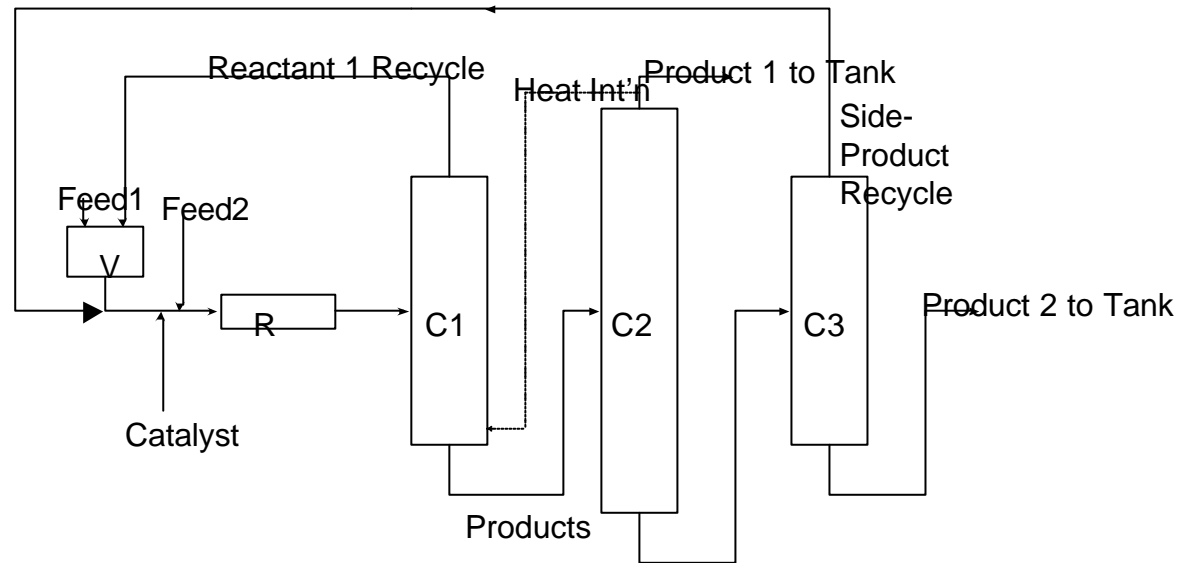 Reactant 1 Recycle
Product 1 to Tank
Heat Int’n
Side-
Product
Recycle
Feed1
Feed2
V
Product 2 to Tank
R
C1
C2
C3
Catalyst
Products